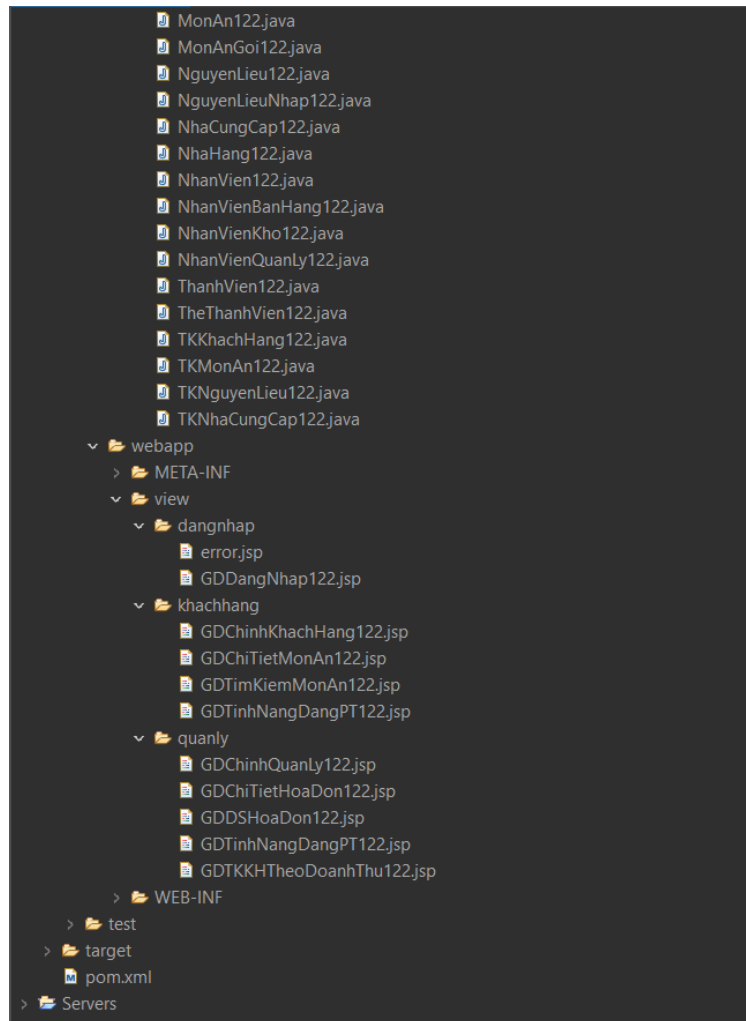 MonAn122.java
MonAnGoi122.java
NguyenLieu122.java
NguyenLieuNhap122.java
NhaCungCap122.java
NhaHang122.java
NhanVien122.java
NhanVienBanHang122.java
NhanVienKho122.java
NhanVienQuanLy122.java
ThanhVien122.java
TheThanhVien122.java
TKKhachHang122.java
TKMonAn122.java
TKNguyenLieu122.java
TKNhaCungCap122.java
webapp
META-INF
view
dangnhap
error.jsp
GDDangNhap122.jsp
khachhang
GDChinhKhachHang122.jsp
GDChiTietMonAn122.jsp
GDTimKiemMonAn122.jsp
GDTinhNangDangPT122.jsp
quanly
GDChinhQuanLy122.jsp
GDChiTietHoaDon122.jsp
GDDSHoaDon122.jsp
GDTinhNangDangPT122.jsp
GDTKKHTheoDoanhThu122.jsp
WEB-INF
test
target
pom.xml
Servers